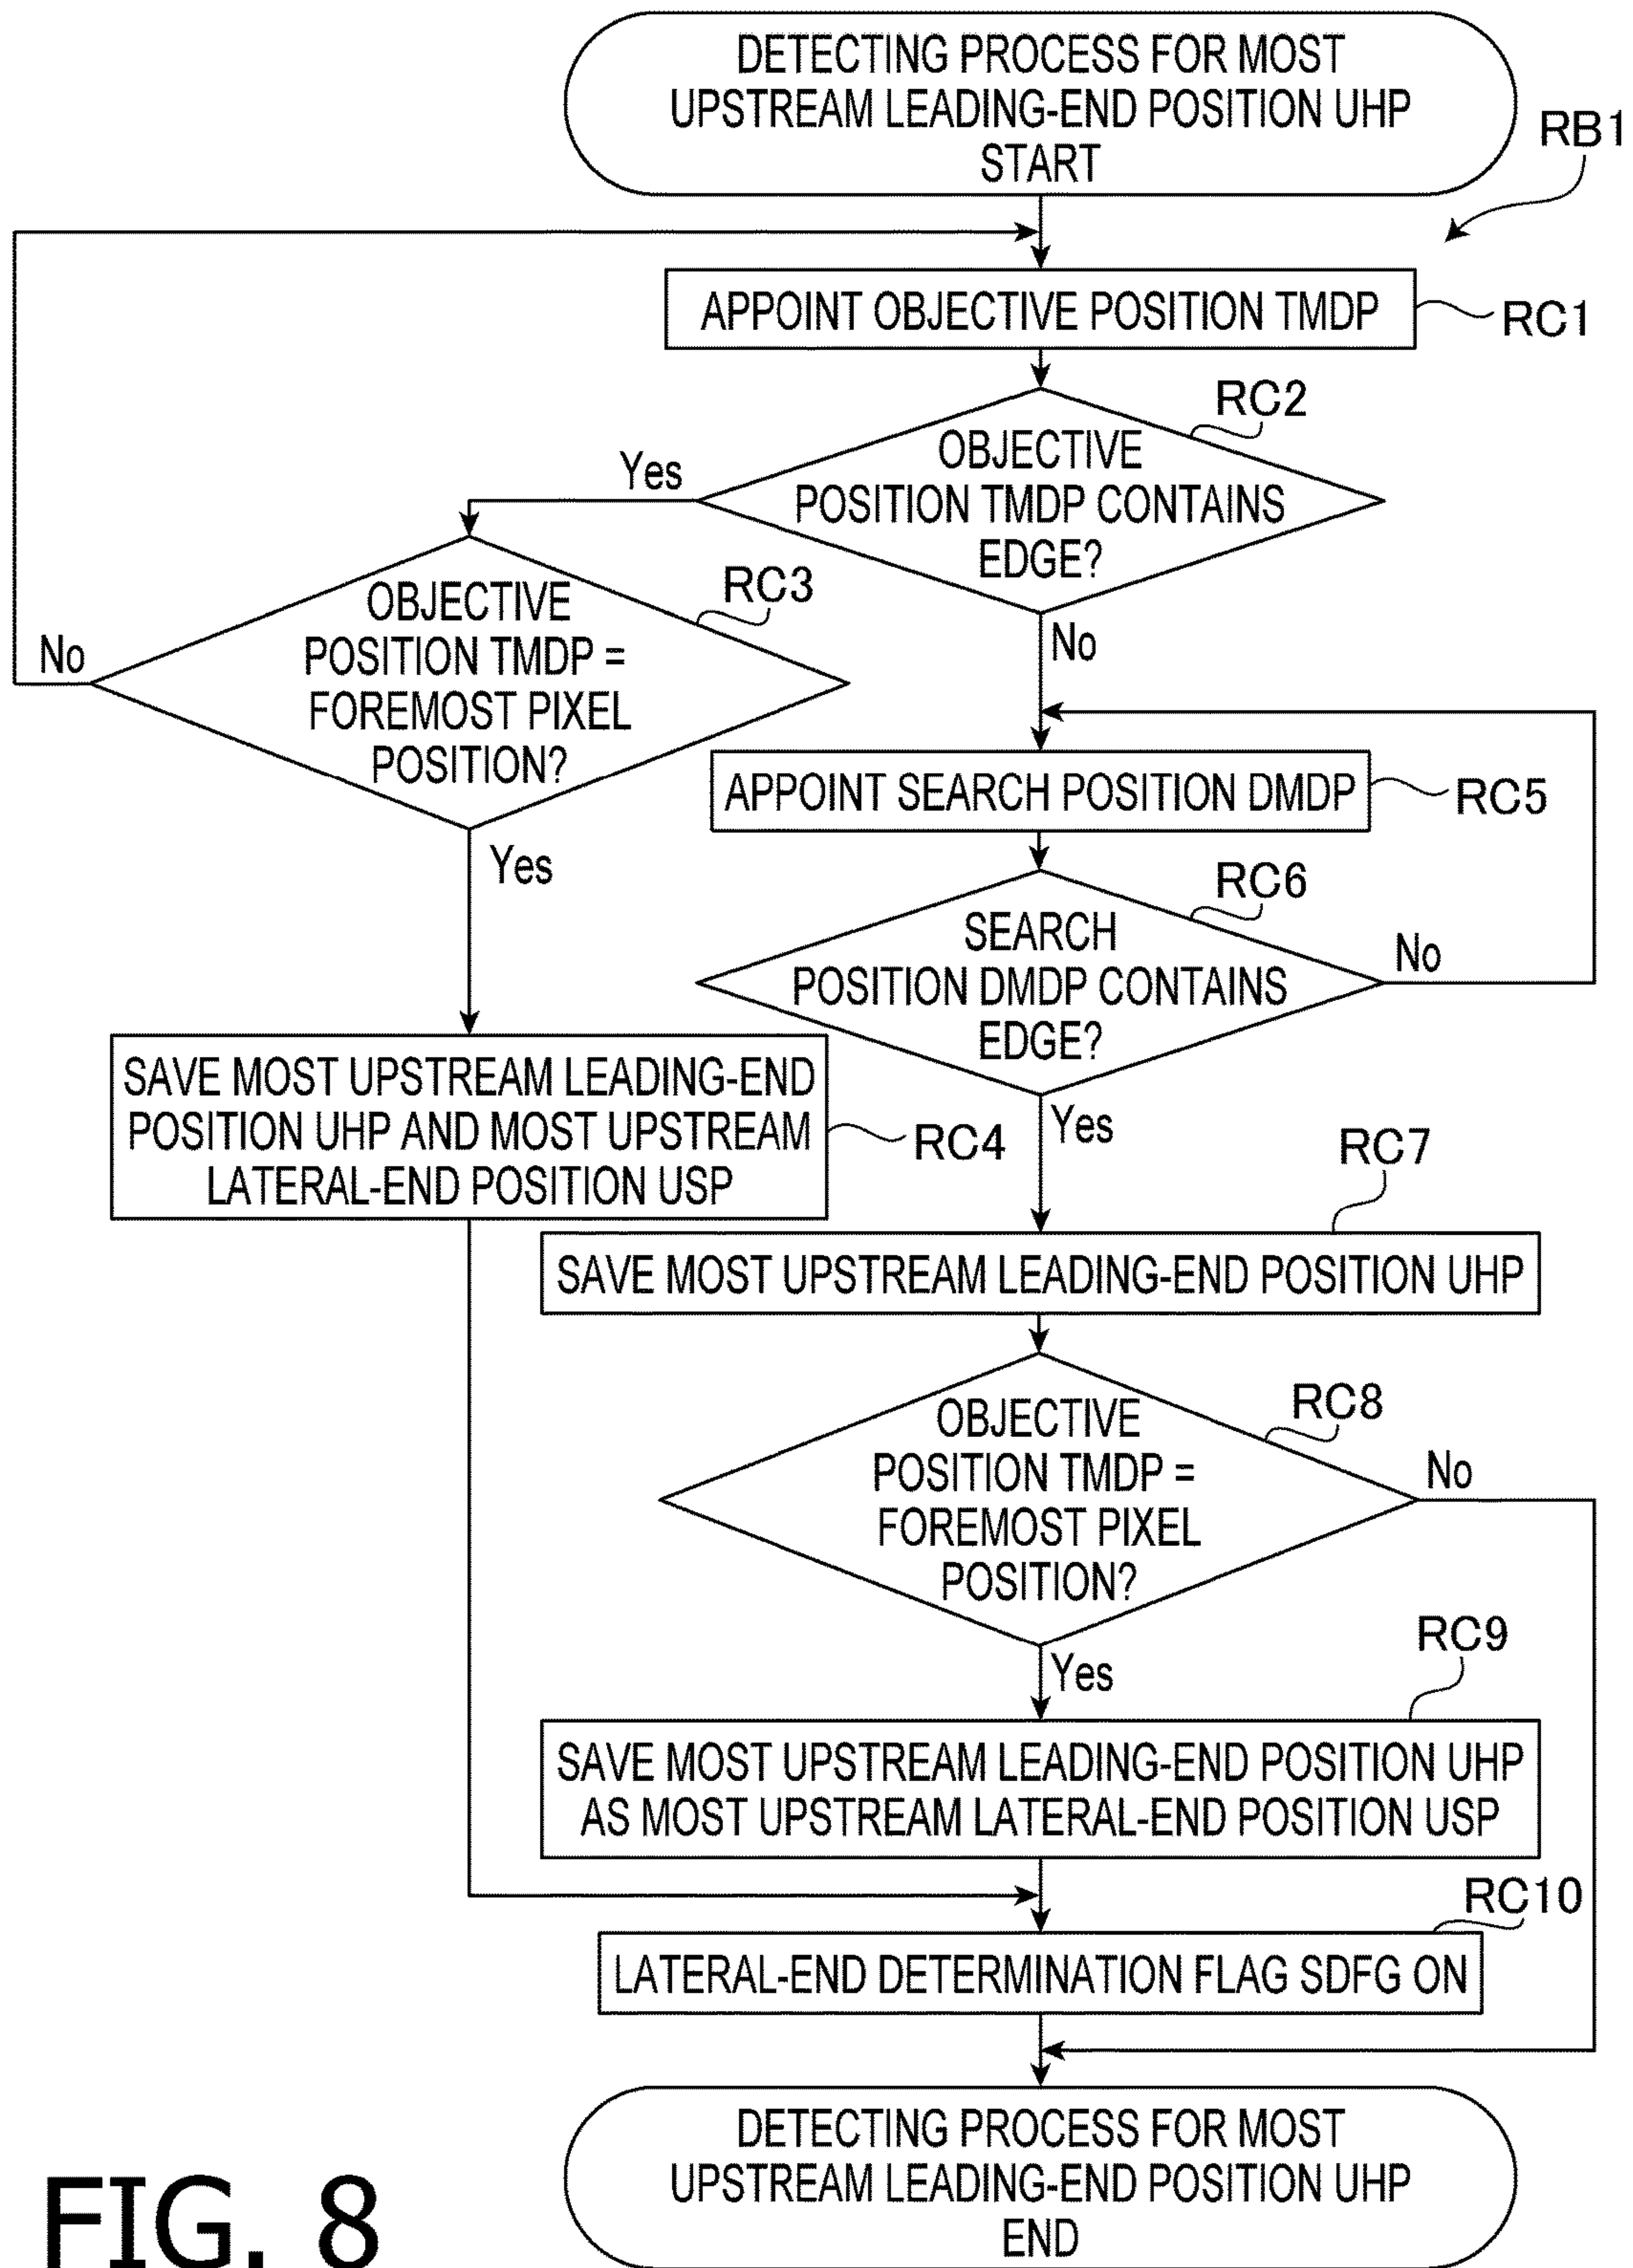 DETECTING PROCESS FOR MOST
UPSTREAM LEADING-END POSITION UHP
START
RB1
APPOINT OBJECTIVE POSITION TMDP
RC1
RC2
OBJECTIVE
POSITION TMDP CONTAINS
EDGE?
Yes
No
RC3
OBJECTIVE
POSITION TMDP =
FOREMOST PIXEL
POSITION?
No
Yes
APPOINT SEARCH POSITION DMDP
RC5
RC6
SEARCH
POSITION DMDP CONTAINS
EDGE?
No
Yes
SAVE MOST UPSTREAM LEADING-END
POSITION UHP AND MOST UPSTREAM
LATERAL-END POSITION USP
RC4
RC7
SAVE MOST UPSTREAM LEADING-END POSITION UHP
RC8
OBJECTIVE
POSITION TMDP =
FOREMOST PIXEL
POSITION?
No
Yes
RC9
SAVE MOST UPSTREAM LEADING-END POSITION UHP
AS MOST UPSTREAM LATERAL-END POSITION USP
RC10
LATERAL-END DETERMINATION FLAG SDFG ON
DETECTING PROCESS FOR MOST
UPSTREAM LEADING-END POSITION UHP
END
FIG. 8